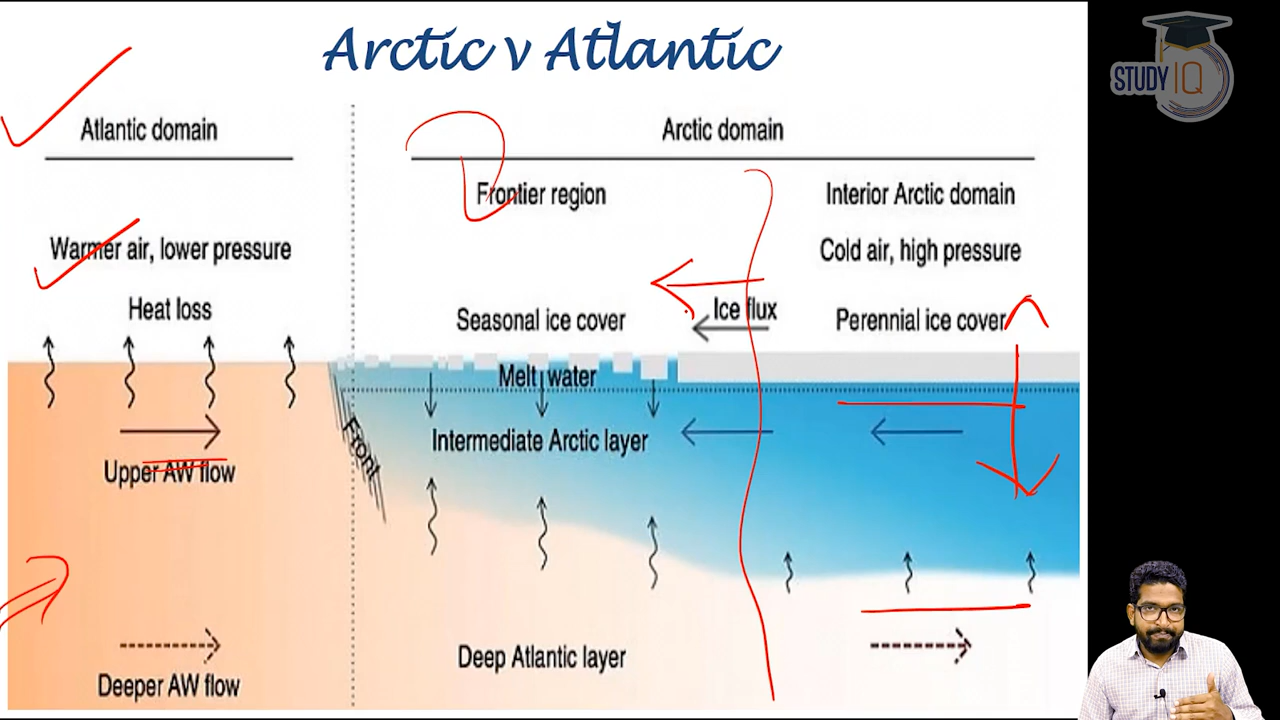 Arctic v Atlantic
STUDY IQ
Atlantic domain
Arctic domain
Frontier region
Interior Arctic domain
Warmer air, lower pressure
Cold air, high pressure
Heat loss
Seasonal ice cover
Ice flux
Perennial ice cover
Melt water
Front
Intermediate Arctic layer
Upper AW flow
Deep Atlantic layer
Deeper AW flow